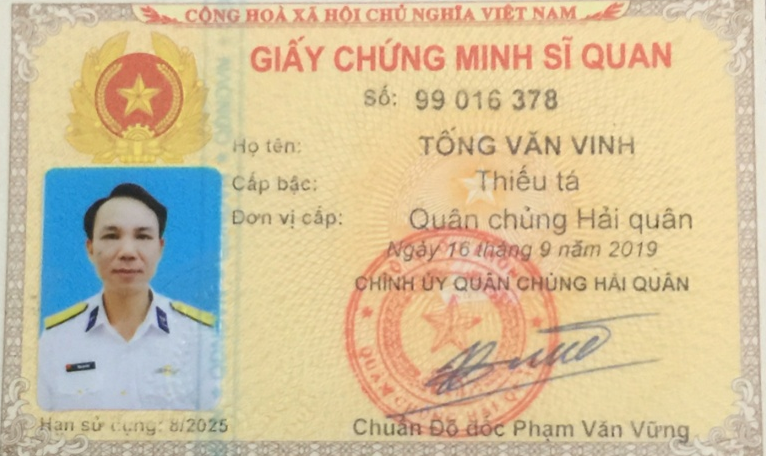 CỘNG HOÀ XÃ HỘI CHỦ NGHĨA VIỆT NAM
GIẤY CHỨNG MINH SĨ QUAN
Số: 99 016 378
Họ tên: TỐNG VĂN VINH
Cấp bậc: Thiếu tá
Đơn vị cấp: Quân chủng Hải quân
Ngày 16 tháng 9 năm 2019
CHÍNH ỦY QUÂN CHỦNG HẢI QUÂN
Hạn sử dụng: 8/2025
Chuẩn Đô đốc Phạm Văn Vững